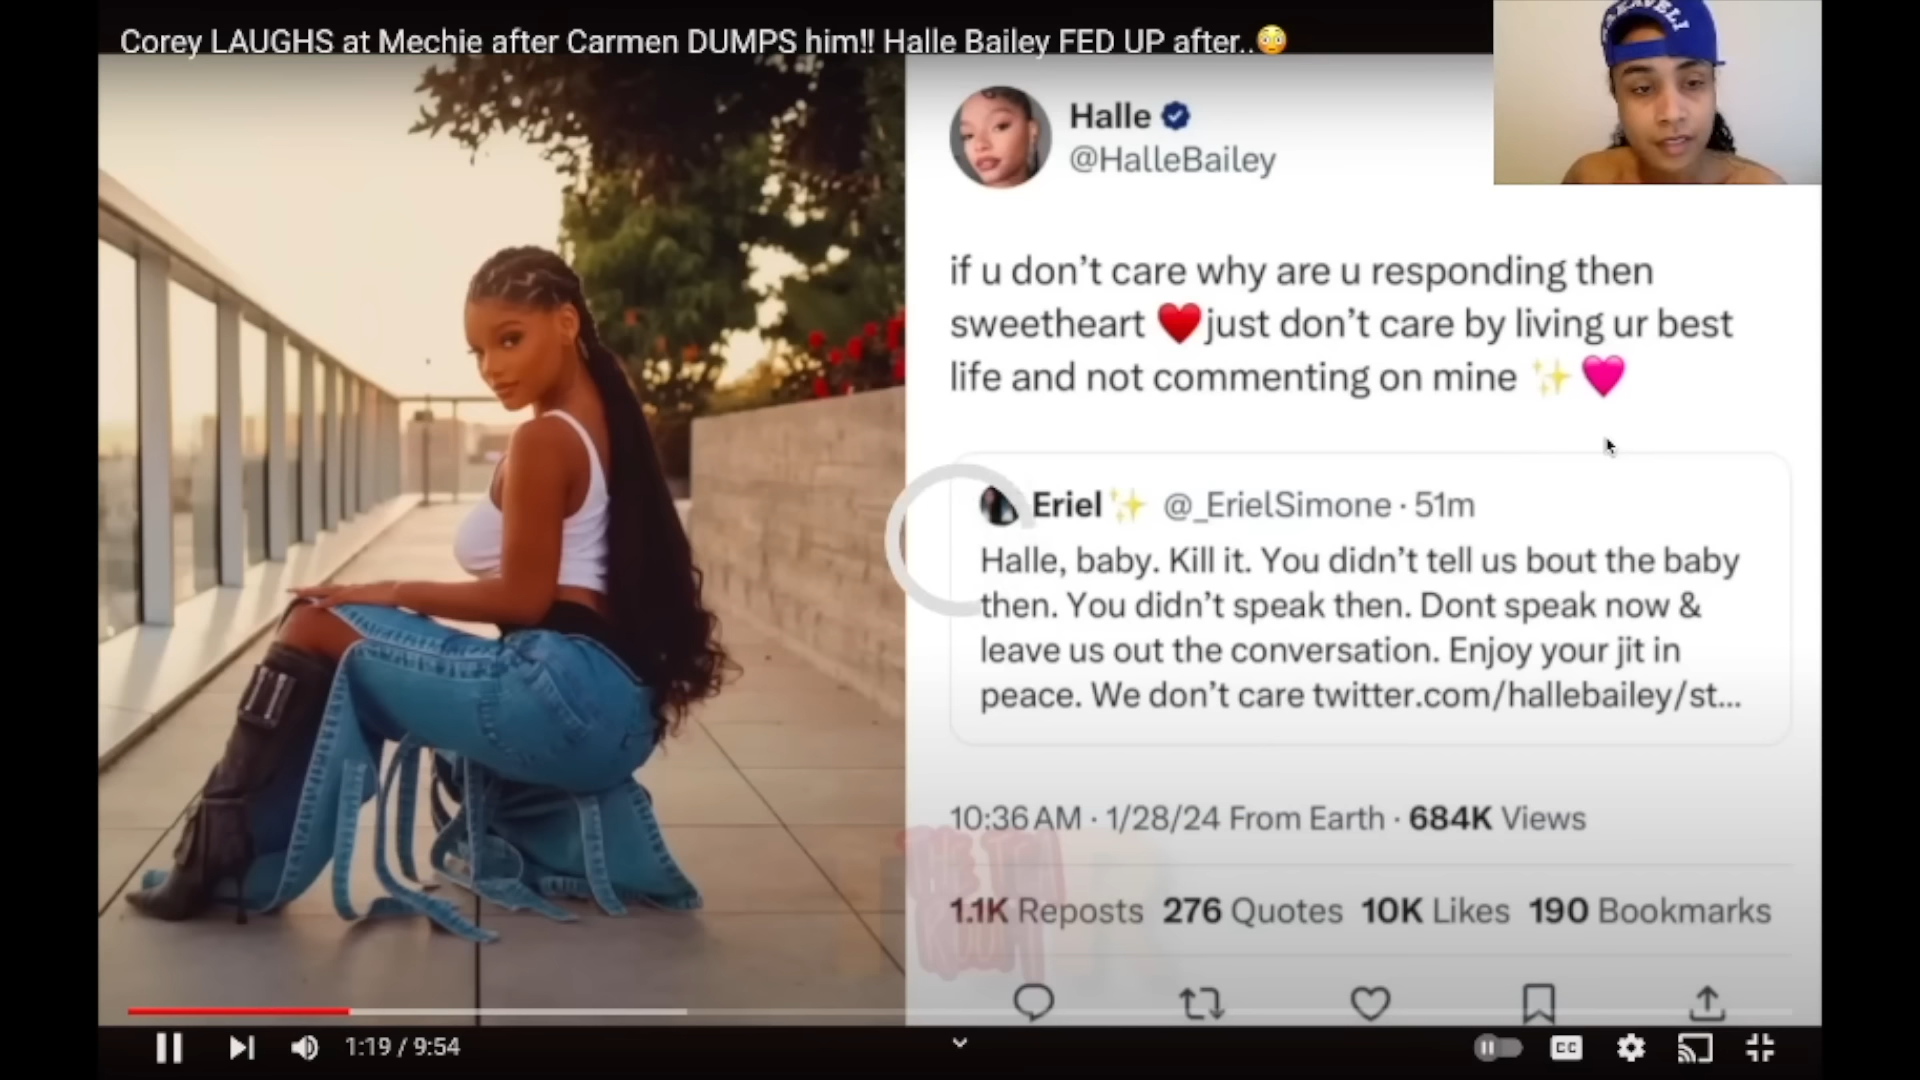 Corey LAUGHS at Mechie after Carmen DUMPS him!! Halle Bailey FED UP after..😳
Halle
@HalleBailey
if u don't care why are u responding then
sweetheart ❤️just don't care by living ur best
life and not commenting on mine ✨💗
Eriel✨ @_ErielSimone · 51m
Halle, baby. Kill it. You didn't tell us bout the baby
then. You didn't speak then. Dont speak now &
leave us out the conversation. Enjoy your jit in
peace. We don't care twitter.com/hallebailey/st...
10:36 AM · 1/28/24 From Earth · 684K Views
1.1K Reposts 276 Quotes 10K Likes 190 Bookmarks
1:19 / 9:54
CC